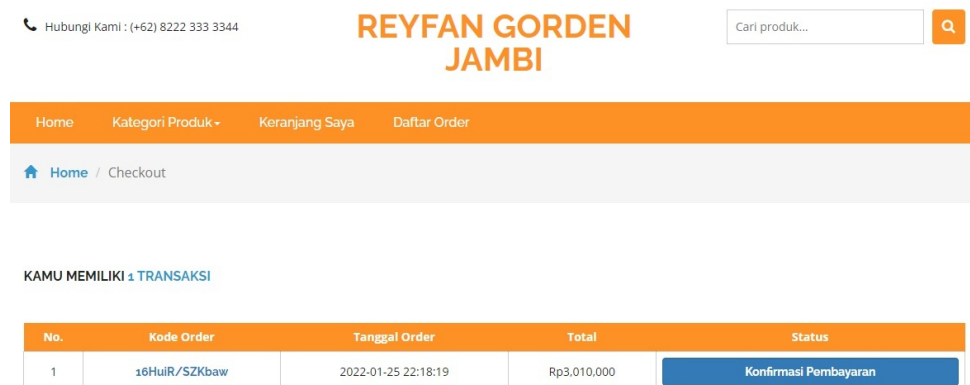 Hubungi Kami : (+62) 8222 333 3344
REYFAN GORDEN
JAMBI
Cari produk...
Home Kategori Produk Keranjang Saya Daftar Order
Home / Checkout
KAMU MEMILIKI 1 TRANSAKSI
No. Kode Order Tanggal Order Total Status
1 16HuiR/SZKbaw 2022-01-25 22:18:19 Rp3,010,000 Konfirmasi Pembayaran